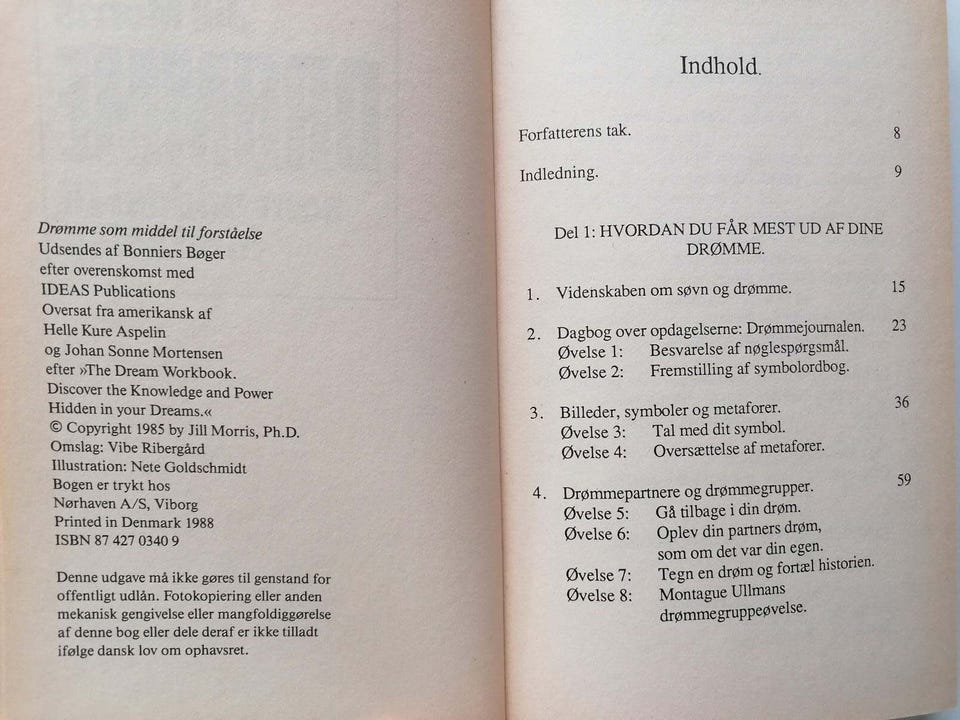 Drømme som middel til forståelse
Udsendes af Bonniers Bøger
efter overenskomst med
IDEAS Publications
Oversat fra amerikansk af
Helle Kure Aspelin
og Johan Sonne Mortensen
efter »The Dream Workbook.
Discover the Knowledge and Power
Hidden in your Dreams.«
© Copyright 1985 by Jill Morris, Ph.D.
Omslag: Vibe Ribergård
Illustration: Nete Goldschmidt
Bogen er trykt hos
Nørhaven A/S, Viborg
Printed in Denmark 1988
ISBN 87 427 0340 9
Denne udgave må ikke gøres til genstand for
offentligt udlån. Fotokopiering eller anden
mekanisk gengivelse eller mangfoldiggørelse
af denne bog eller dele deraf er ikke tilladt
ifølge dansk lov om ophavsret.
Indhold.
Forfatterens tak. 8
Indledning. 9
Del 1: HVORDAN DU FÅR MEST UD AF DINE
DRØMME.
1. Videnskaben om søvn og drømme. 15
2. Dagbog over opdagelserne: Drømmejournalen. 23
Øvelse 1: Besvarelse af nøglespørgsmål.
Øvelse 2: Fremstilling af symbolordbog.
3. Billeder, symboler og metaforer. 36
Øvelse 3: Tal med dit symbol.
Øvelse 4: Oversættelse af metaforer.
4. Drømmepartnere og drømmegrupper. 59
Øvelse 5: Gå tilbage i din drøm.
Øvelse 6: Oplev din partners drøm,
som om det var din egen.
Øvelse 7: Tegn en drøm og fortæl historien.
Øvelse 8: Montague Ullmans
drømmegruppeøvelse.